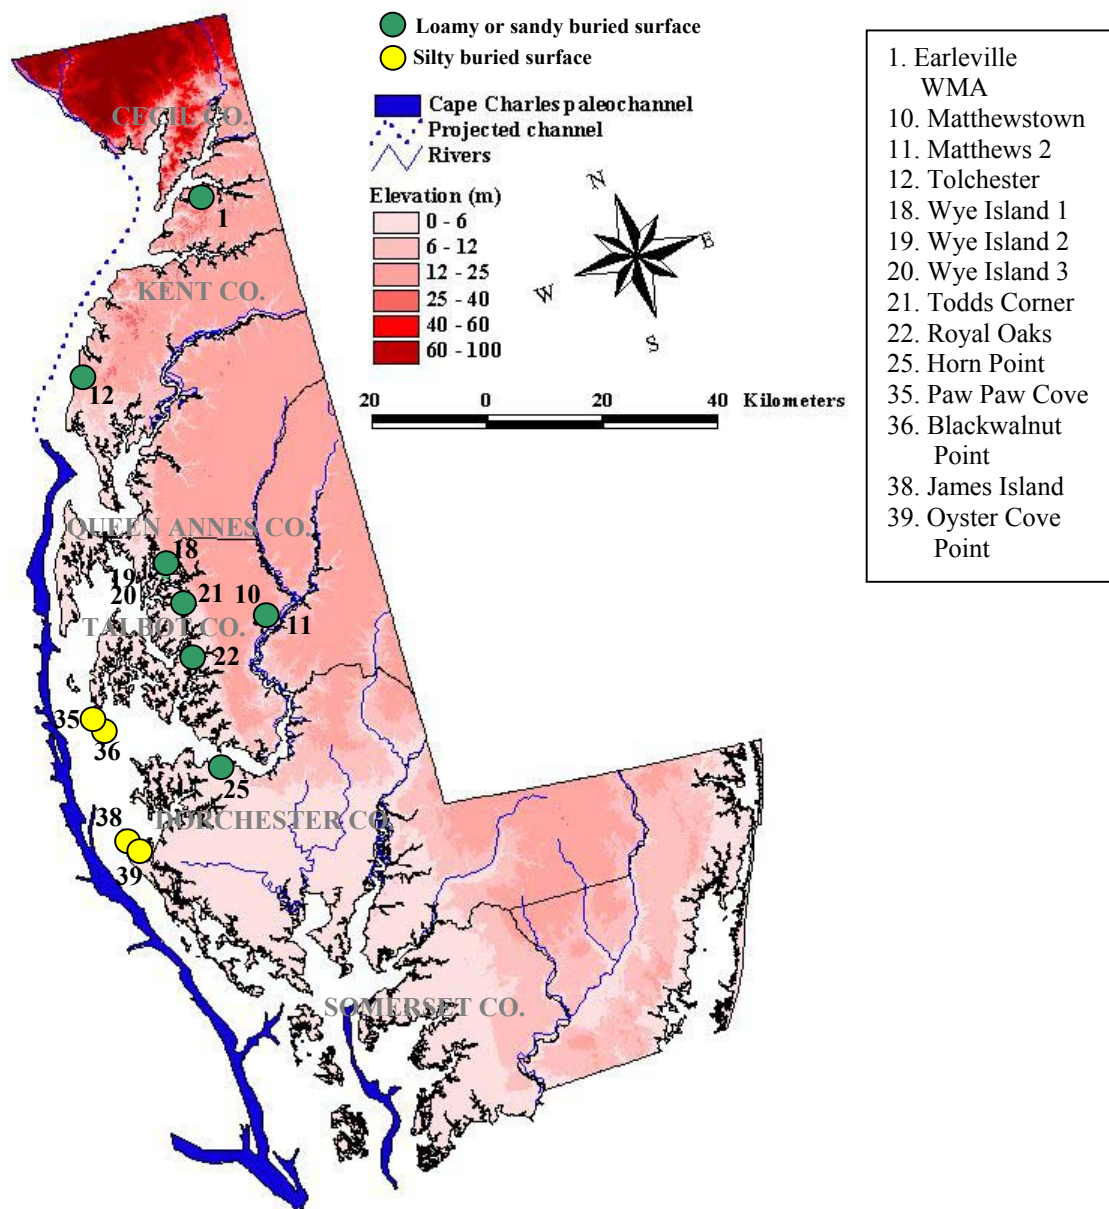 Loamy or sandy buried surface
Silty buried surface
Cape Charles paleochannel
Projected channel
Rivers
Elevation (m)
0 - 6
6 - 12
12 - 25
25 - 40
40 - 60
60 - 100
N
E
W
S
20 0 20 40 Kilometers
1. Earleville
WMA
10. Matthewstown
11. Matthews 2
12. Tolchester
18. Wye Island 1
19. Wye Island 2
20. Wye Island 3
21. Todds Corner
22. Royal Oaks
25. Horn Point
35. Paw Paw Cove
36. Blackwalnut
Point
38. James Island
39. Oyster Cove
Point
CECIL CO.
1
KENT CO.
12
QUEEN ANNES CO.
18
19
20
21
10
11
TALBOT CO.
22
35
36
25
38
DORCHESTER CO.
39
SOMERSET CO.